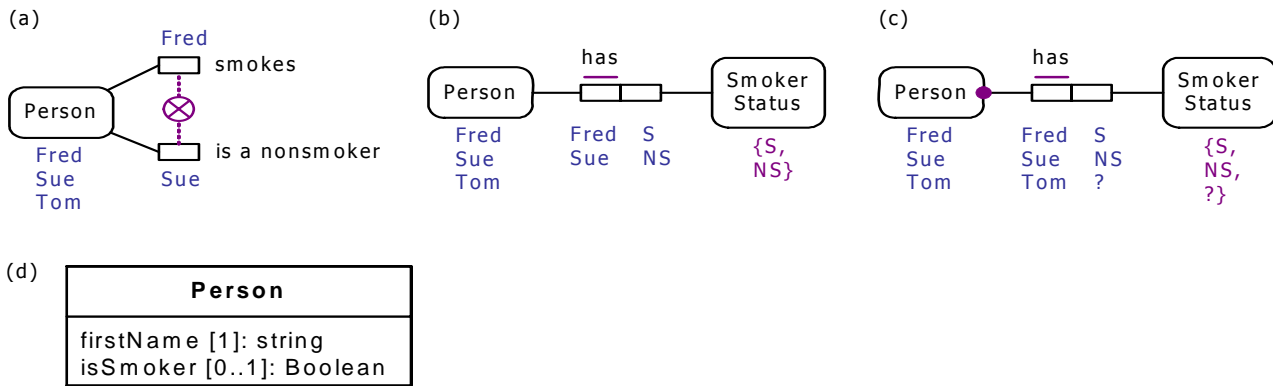 (a)
Fred
smokes
Person
is a nonsmoker
Fred
Sue
Tom
Sue
(b)
has
Person
Smoker
Status
Fred
Sue
Tom
Fred S
Sue NS
{S,
NS}
(c)
has
Person
Smoker
Status
Fred
Sue
Tom
Fred S
Sue NS
Tom ?
{S,
NS,
?}
(d)
Person
firstName [1]: string
isSmoker [0..1]: Boolean